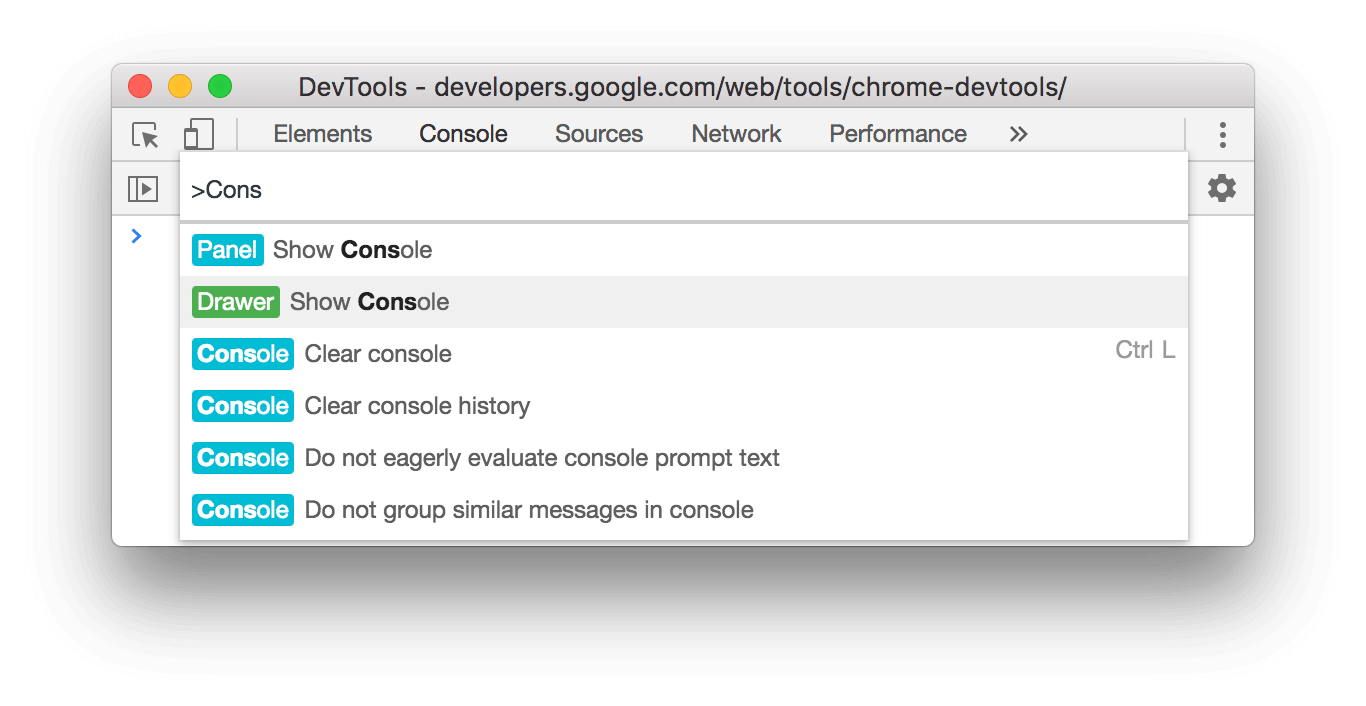 DevTools - developers.google.com/web/tools/chrome-devtools/
Elements Console Sources Network Performance »
>Cons
Panel Show Console
Drawer Show Console
Console Clear console Ctrl L
Console Clear console history
Console Do not eagerly evaluate console prompt text
Console Do not group similar messages in console